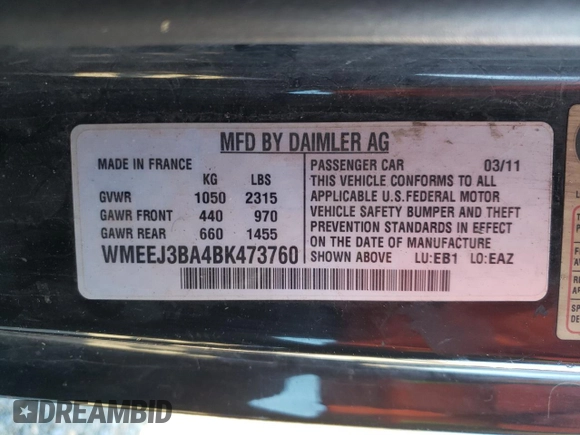 MFD BY DAIMLER AG
MADE IN FRANCE
KG LBS
GVWR 1050 2315
GAWR FRONT 440 970
GAWR REAR 660 1455
WMEEJ3BA4BK473760
PASSENGER CAR 03/11
THIS VEHICLE CONFORMS TO ALL
APPLICABLE U.S.FEDERAL MOTOR
VEHICLE SAFETY BUMPER AND THEFT
PREVENTION STANDARDS IN EFFECT
ON THE DATE OF MANUFACTURE
SHOWN ABOVE LU:EB1 LO:EAZ
DREAMBID